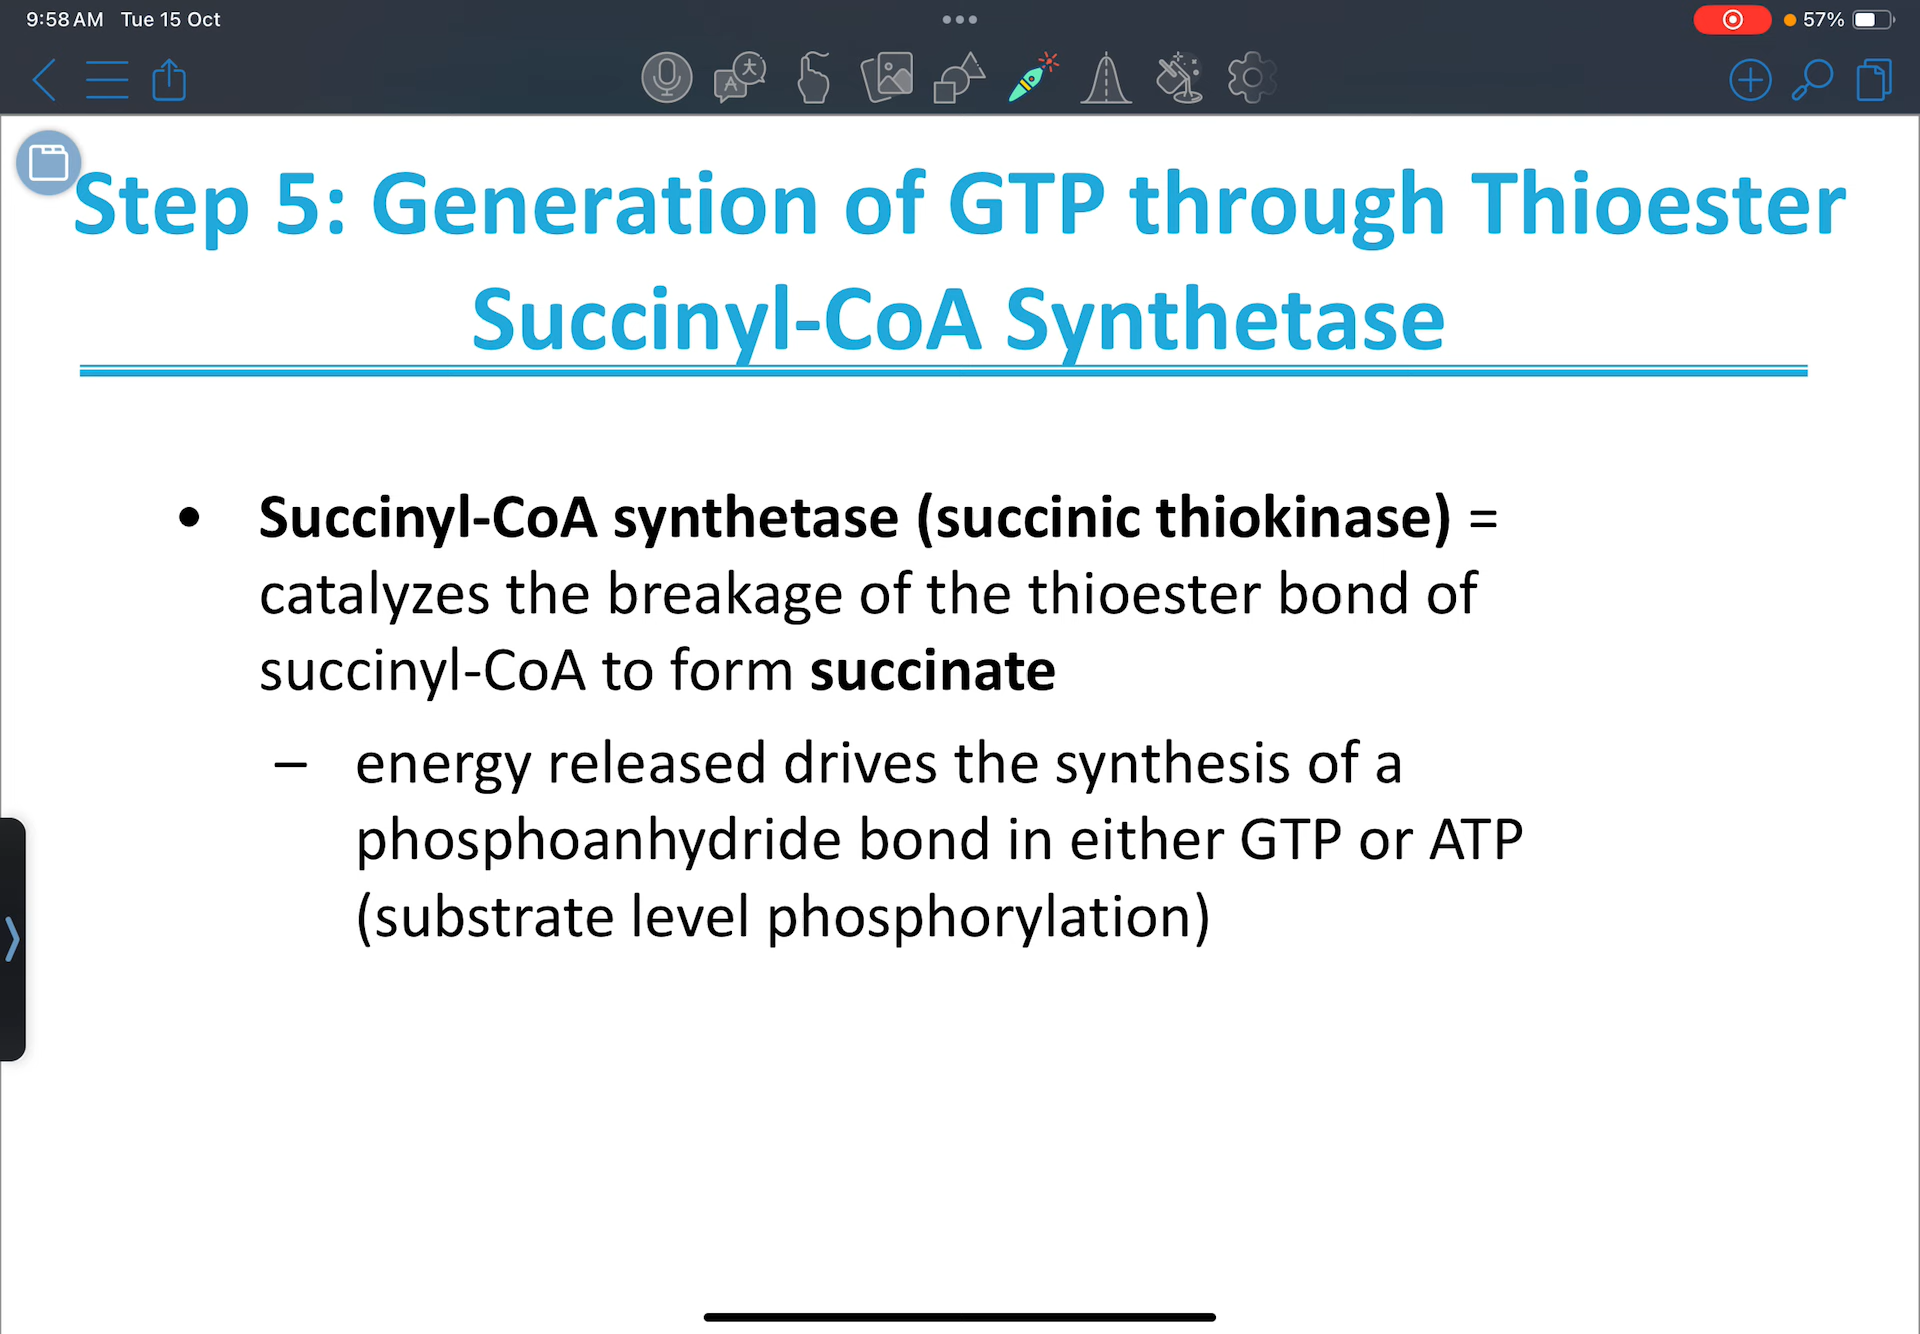 9:58 AM Tue 15 Oct
57%
Step 5: Generation of GTP through Thioester
Succinyl-CoA Synthetase
• Succinyl-CoA synthetase (succinic thiokinase) =
catalyzes the breakage of the thioester bond of
succinyl-CoA to form succinate
– energy released drives the synthesis of a
phosphoanhydride bond in either GTP or ATP
(substrate level phosphorylation)